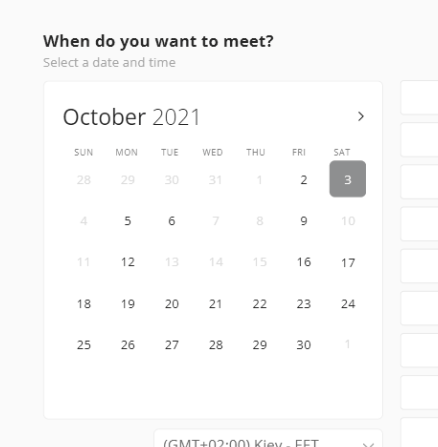 When do you want to meet?
Select a date and time
October 2021
SUN MON TUE WED THU FRI SAT
28 29 30 31 1 2 3
4 5 6 7 8 9 10
11 12 13 14 15 16 17
18 19 20 21 22 23 24
25 26 27 28 29 30 1
(GMT+02:00) Kiev - EET